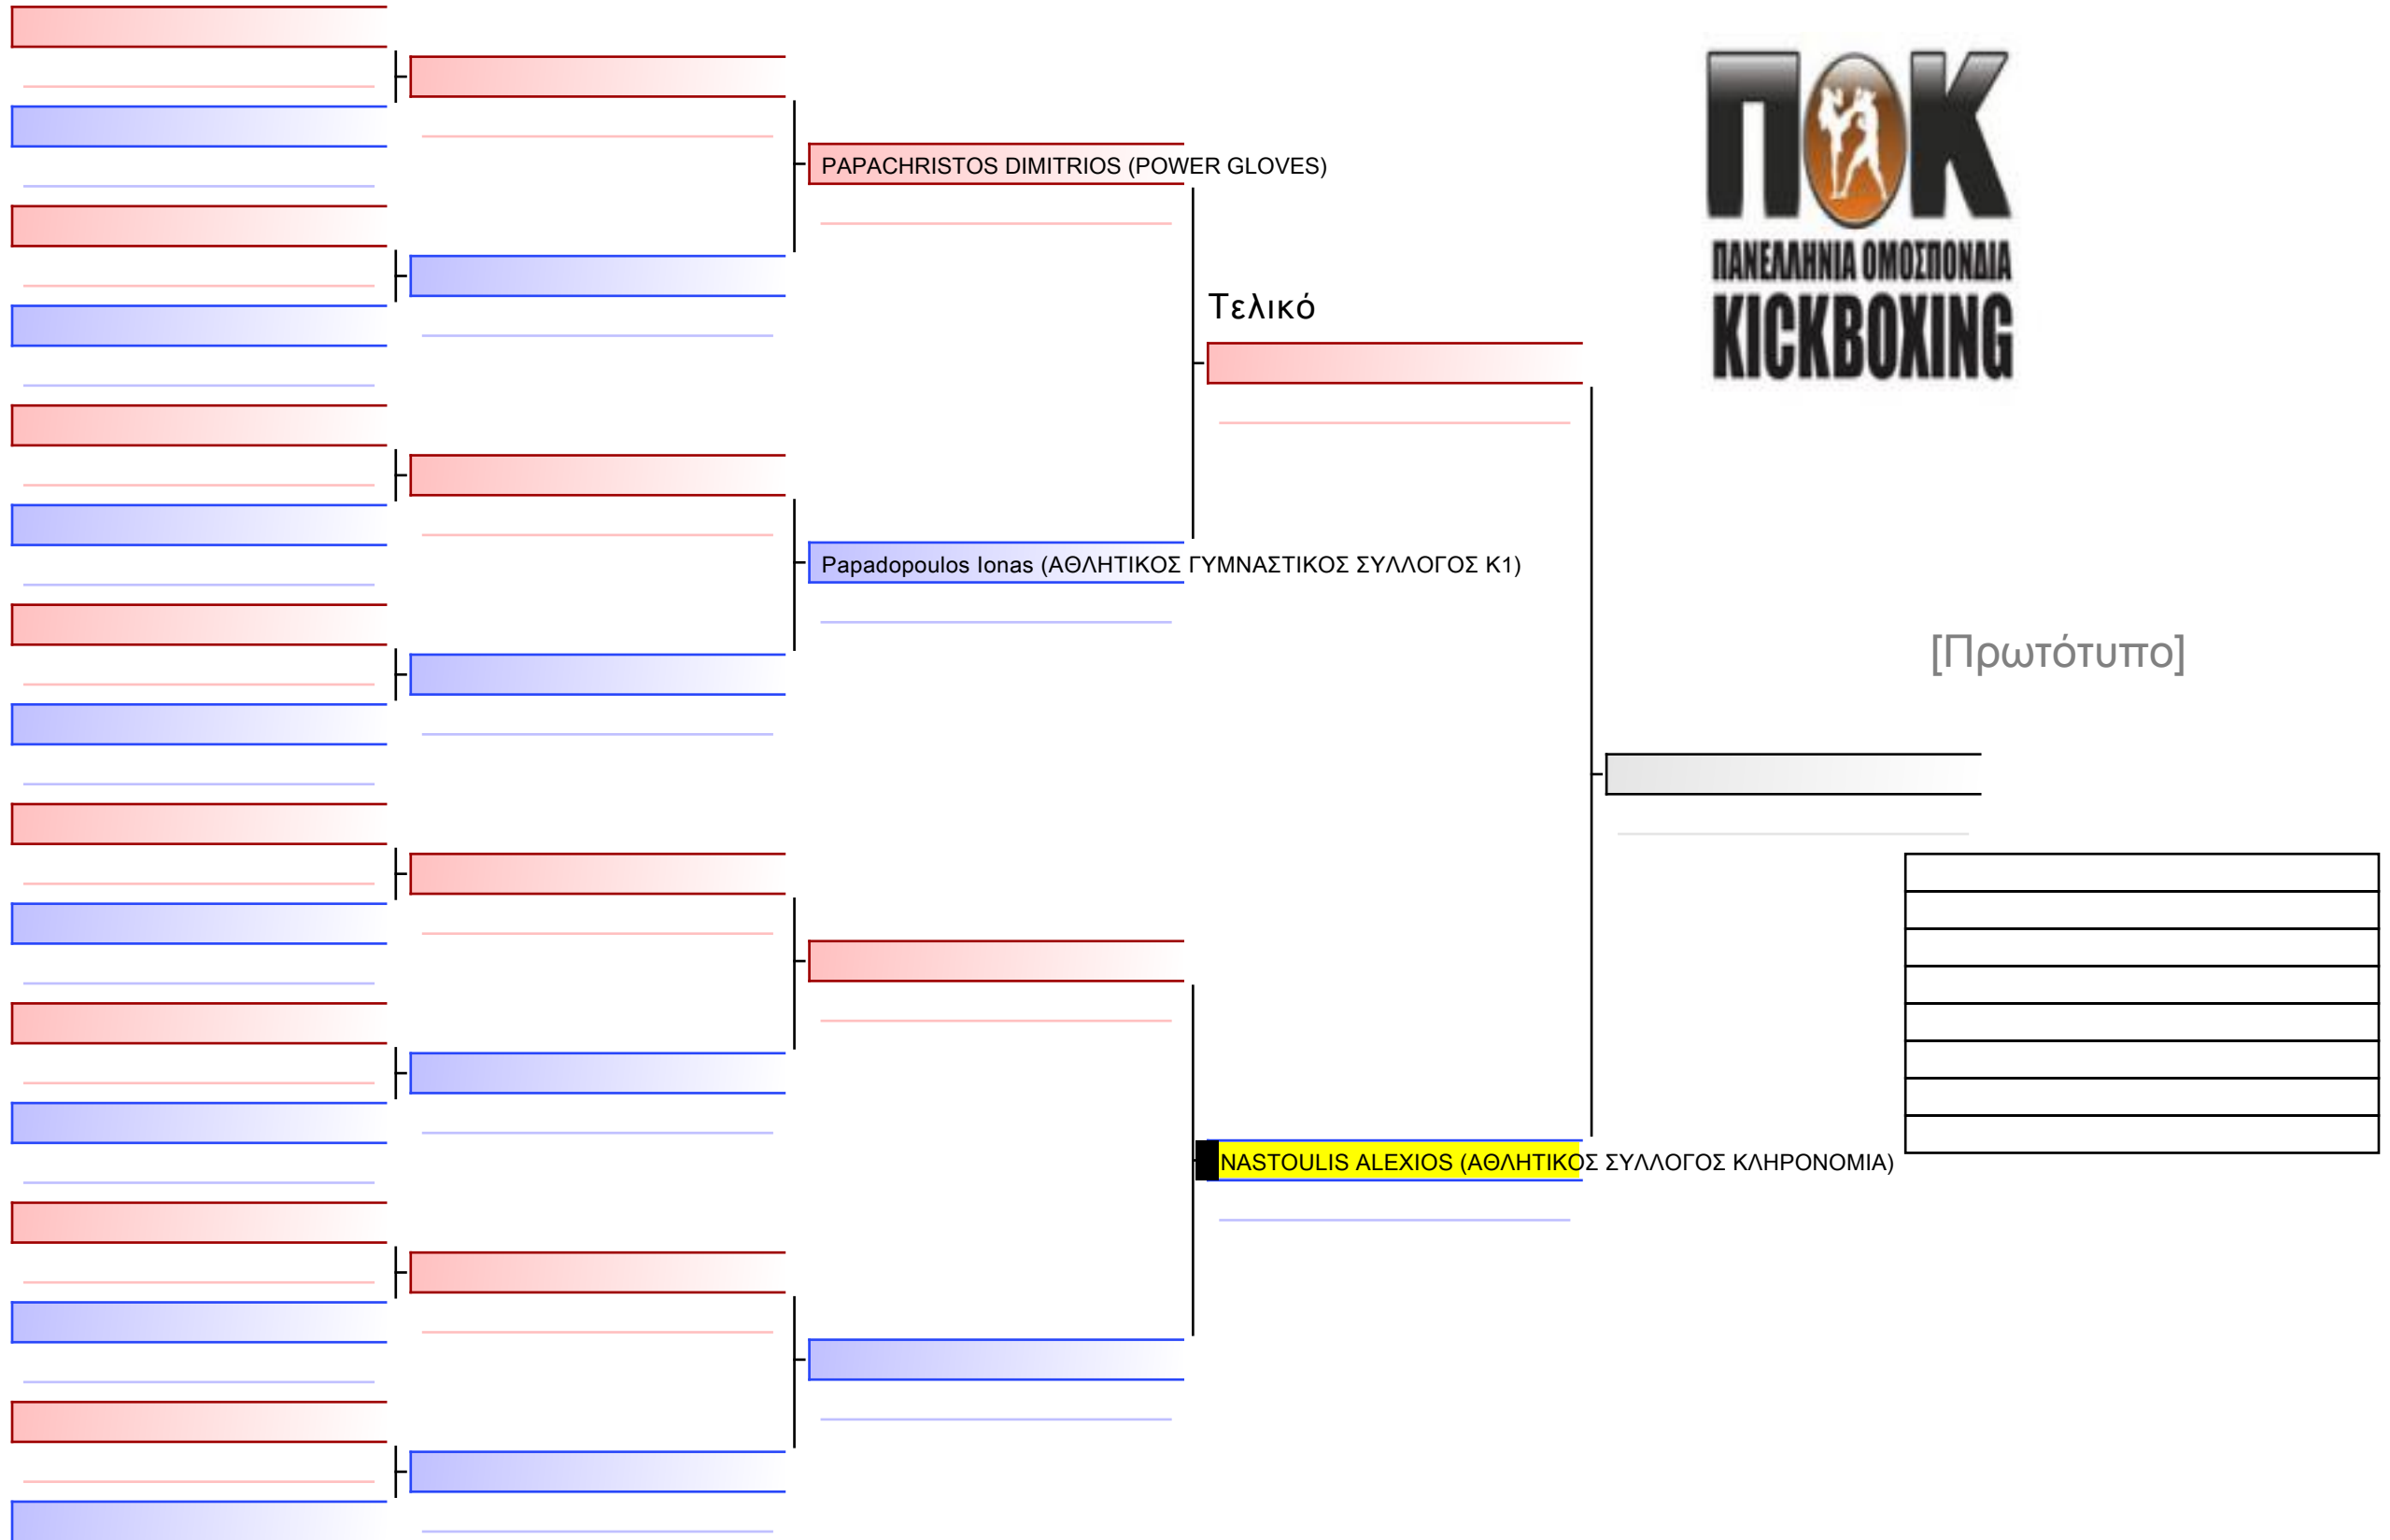 PAPACHRISTOS DIMITRIOS (POWER GLOVES)
ΠΟΚ
ΠΑΝΕΛΛΗΝΙΑ ΟΜΟΣΠΟΝΔΙΑ
KICKBOXING
Τελικό
Papadopoulos Ionas (ΑΘΛΗΤΙΚΟΣ ΓΥΜΝΑΣΤΙΚΟΣ ΣΥΛΛΟΓΟΣ Κ1)
[Πρωτότυπο]
NASTOULIS ALEXIOS (ΑΘΛΗΤΙΚΟΣ ΣΥΛΛΟΓΟΣ ΚΛΗΡΟΝΟΜΙΑ)